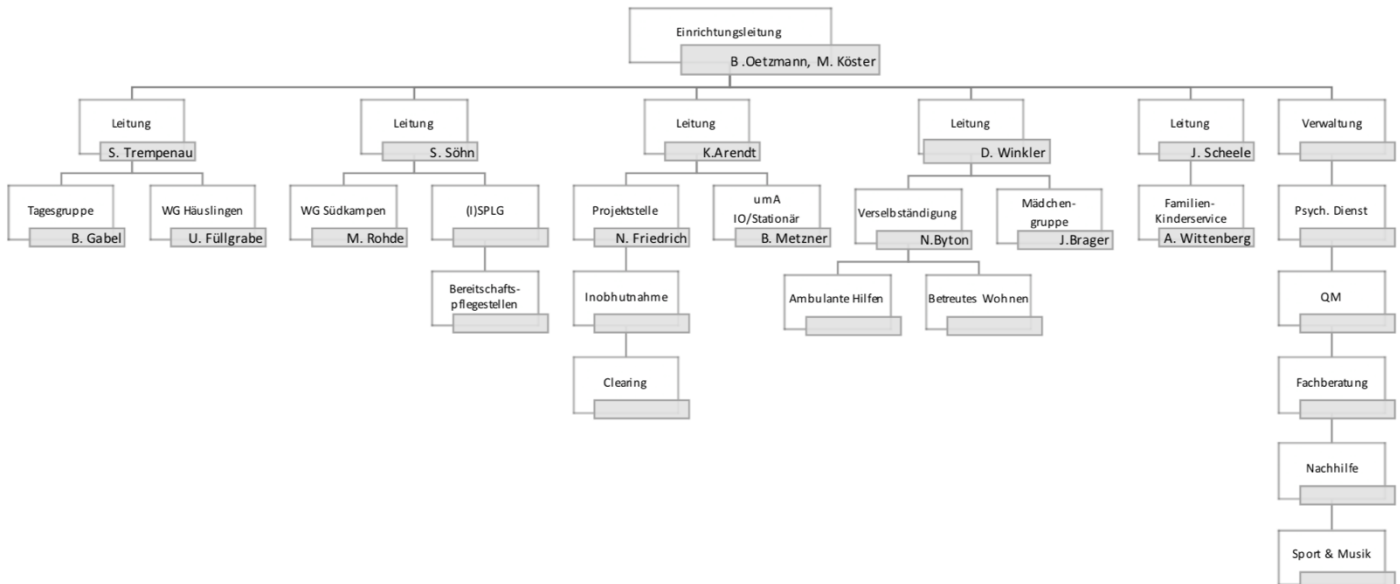 Einrichtungsleitung
B .Oetzmann, M. Köster
Leitung
S. Trempenau
Leitung
S. Söhn
Leitung
K.Arendt
Leitung
D. Winkler
Leitung
J. Scheele
Verwaltung
Tagesgruppe
B. Gabel
WG Häuslingen
U. Füllgrabe
WG Südkampen
M. Rohde
(I)SPLG
Projektstelle
N. Friedrich
umA
IO/Stationär
B. Metzner
Verselbständigung
N.Byton
Mädchen-
gruppe
J.Brager
Familien-
Kinderservice
A. Wittenberg
Psych. Dienst
Bereitschafts-
pflegestellen
Inobhutnahme
Ambulante Hilfen
Betreutes Wohnen
QM
Clearing
Fachberatung
Nachhilfe
Sport & Musik